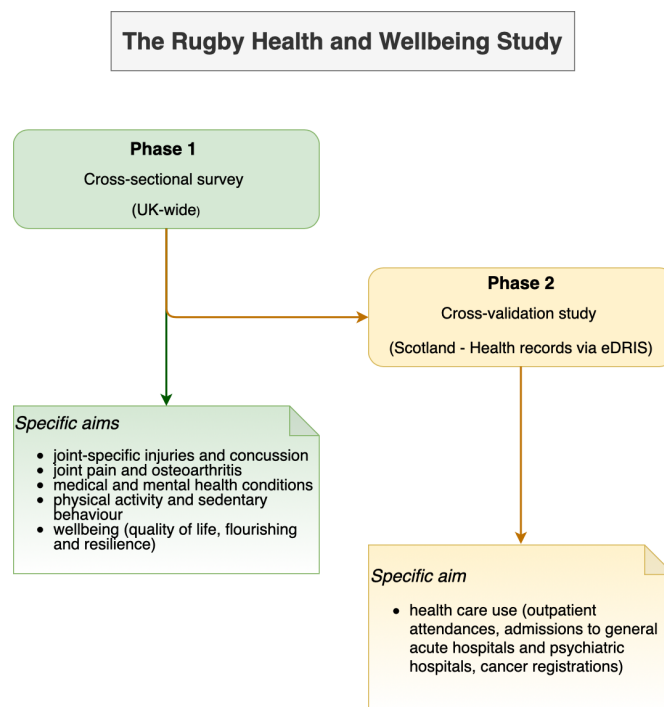 The Rugby Health and Wellbeing Study
Phase 1
Cross-sectional survey
(UK-wide)
Phase 2
Cross-validation study
(Scotland - Health records via eDRIS)
Specific aims
• joint-specific injuries and concussion
• joint pain and osteoarthritis
• medical and mental health conditions
• physical activity and sedentary
behaviour
• wellbeing (quality of life, flourishing
and resilience)
Specific aim
• health care use (outpatient
attendances, admissions to general
acute hospitals and psychiatric
hospitals, cancer registrations)